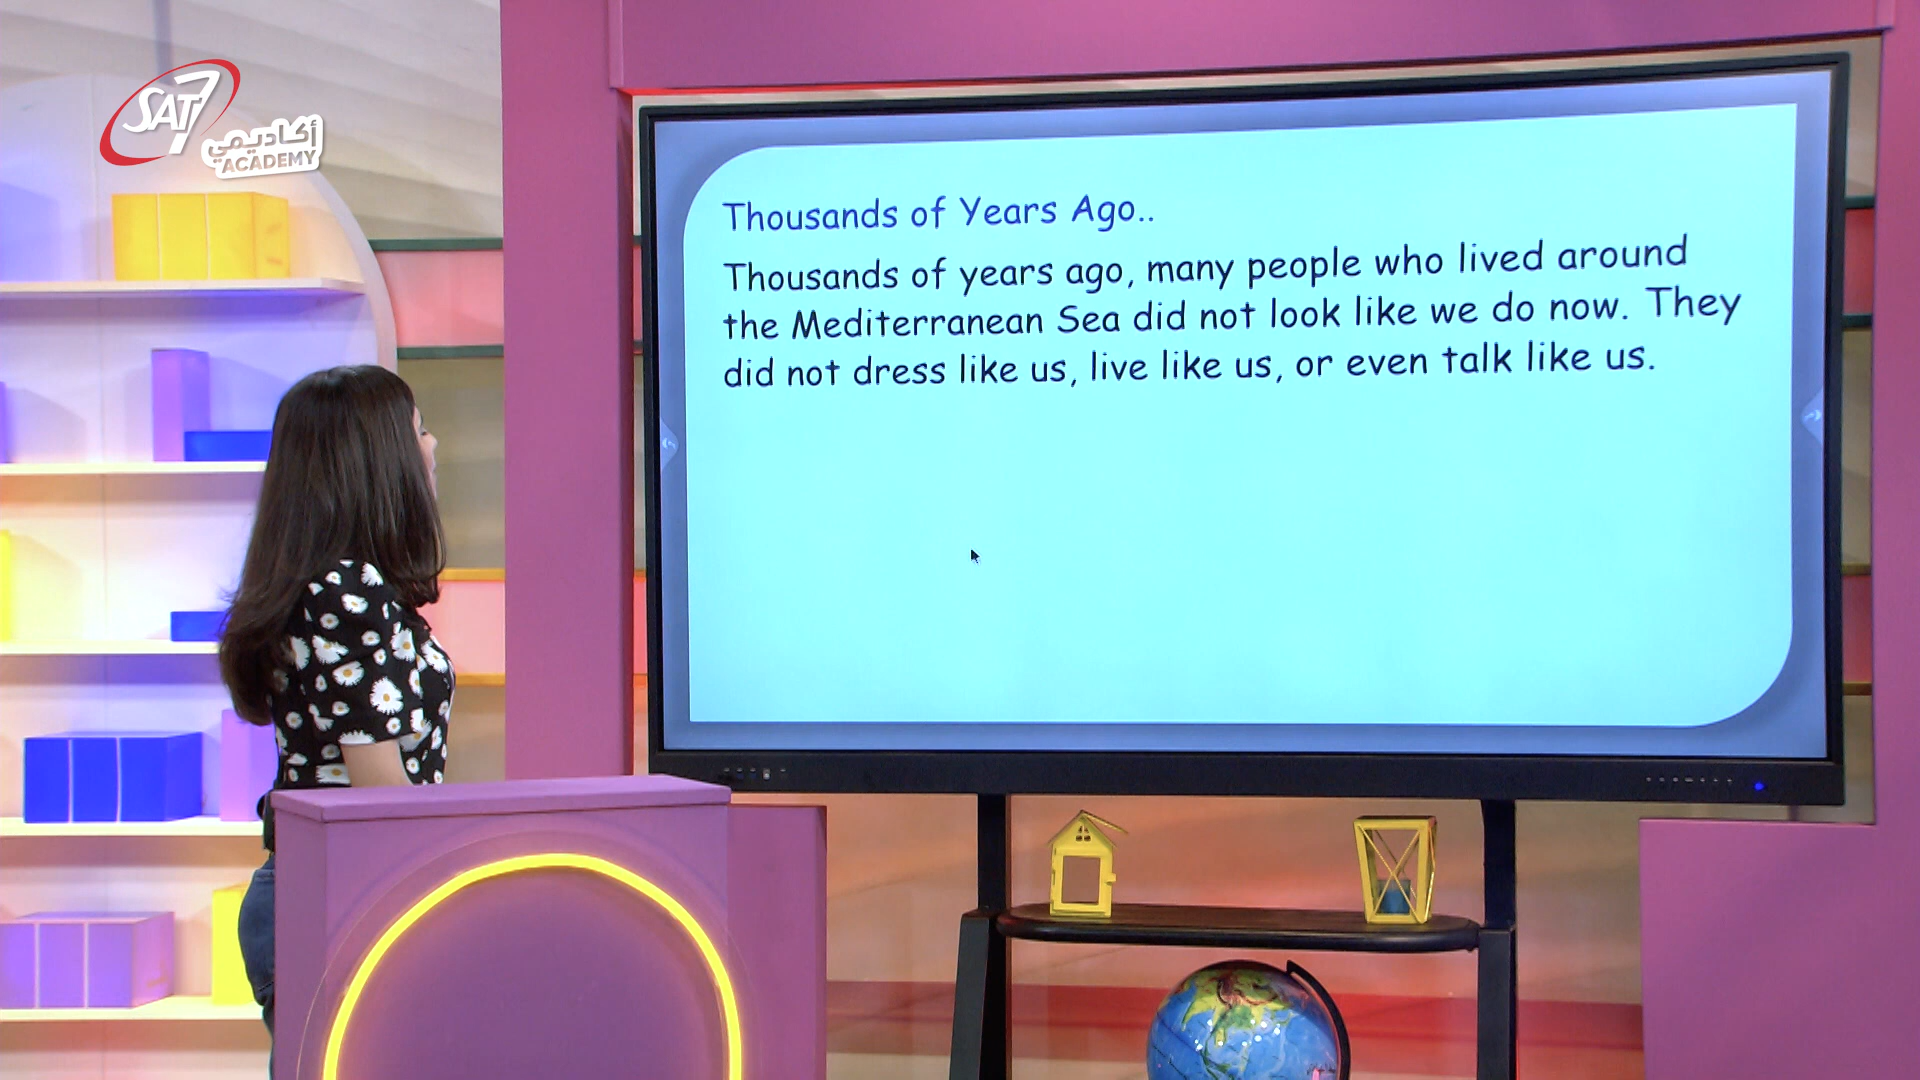 SAT7
أكاديمي
ACADEMY
Thousands of Years Ago..
Thousands of years ago, many people who lived around
the Mediterranean Sea did not look like we do now. They
did not dress like us, live like us, or even talk like us.